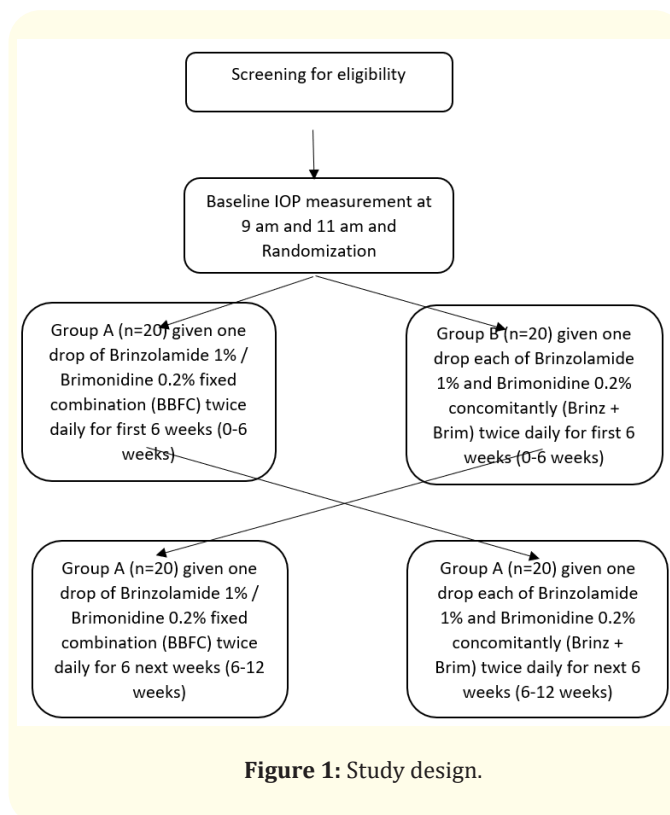 Screening for eligibility
Baseline IOP measurement at
9 am and 11 am and
Randomization
Group A (n=20) given one
drop of Brinzolamide 1% /
Brimonidine 0.2% fixed
combination (BBFC) twice
daily for first 6 weeks (0-6
weeks)
Group B (n=20) given one
drop each of Brinzolamide
1% and Brimonidine 0.2%
concomitantly (Brinz +
Brim) twice daily for first 6
weeks (0-6 weeks)
Group A (n=20) given one
drop of Brinzolamide 1% /
Brimonidine 0.2% fixed
combination (BBFC) twice
daily for 6 next weeks (6-12
weeks)
Group A (n=20) given one
drop each of Brinzolamide
1% and Brimonidine 0.2%
concomitantly (Brinz +
Brim) twice daily for next 6
weeks (6-12 weeks)
Figure 1: Study design.